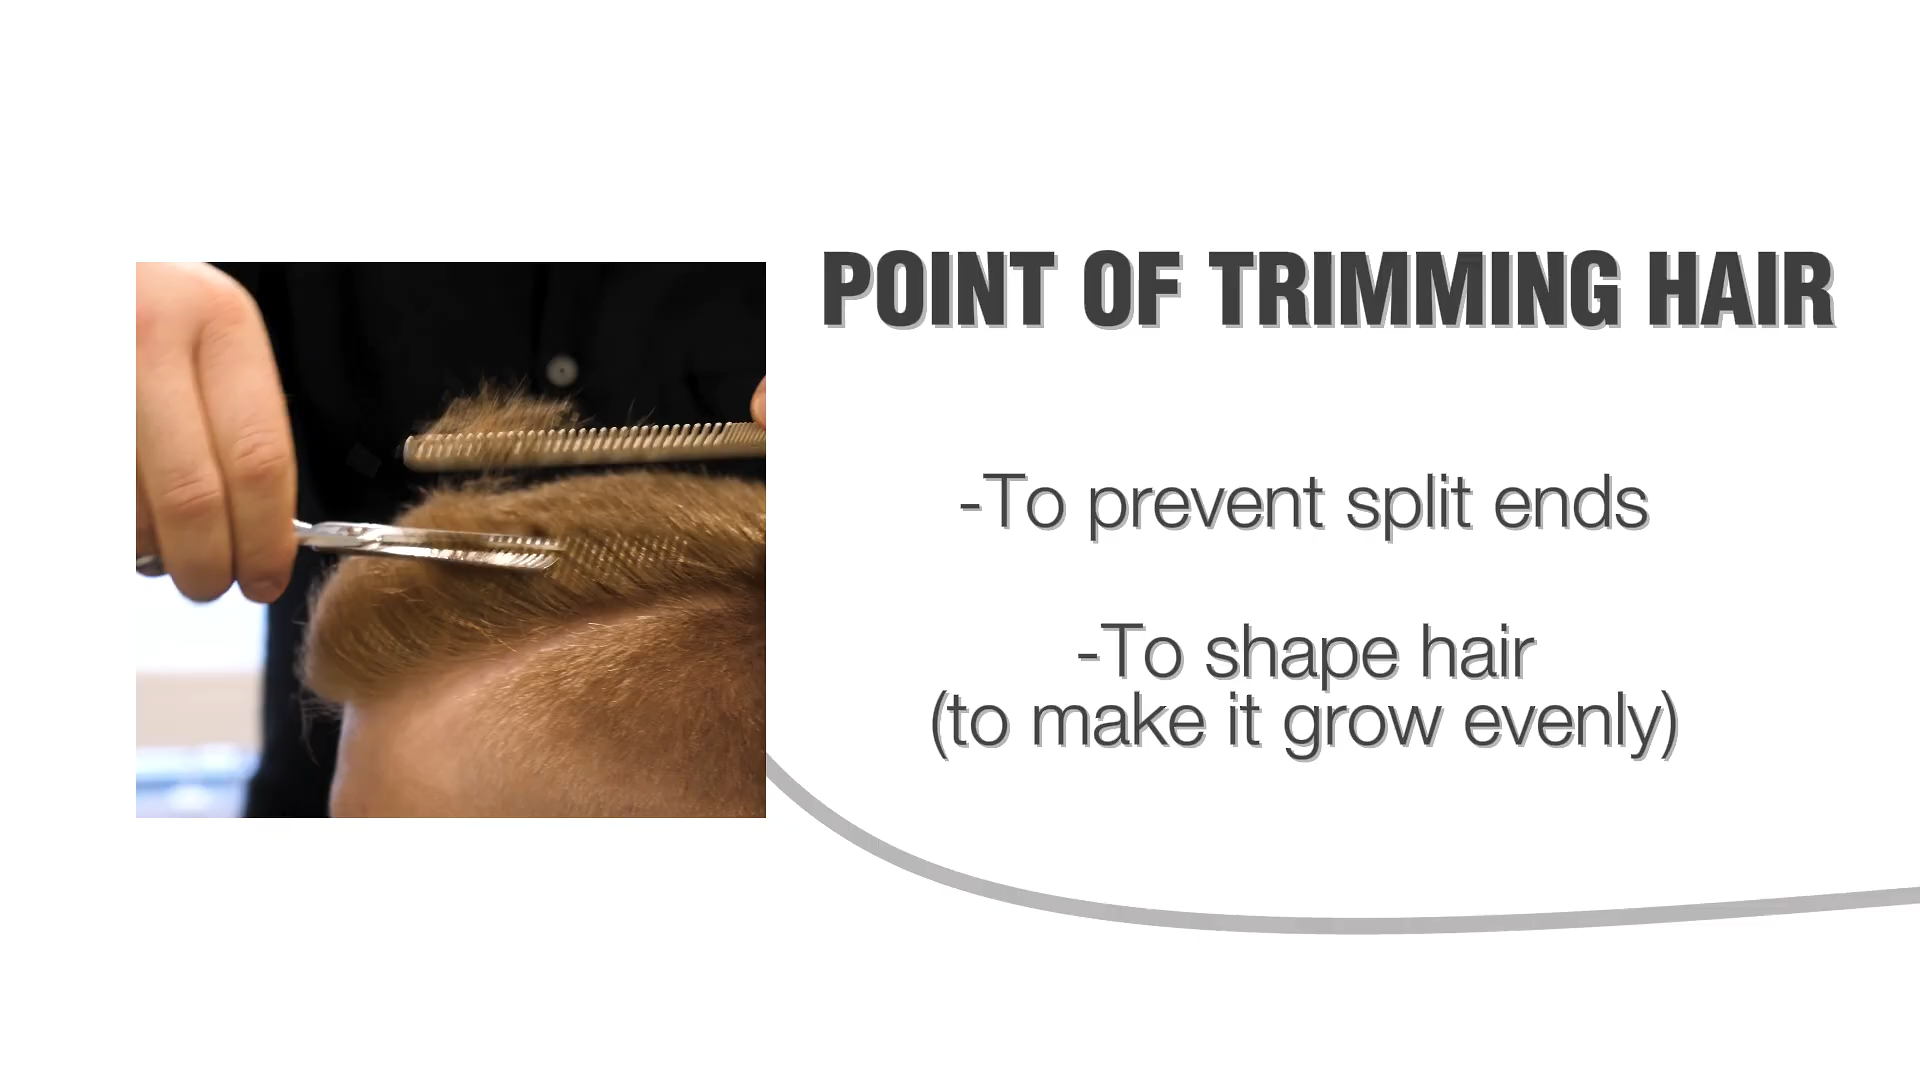 POINT OF TRIMMING HAIR
-To prevent split ends
-To shape hair
(to make it grow evenly)